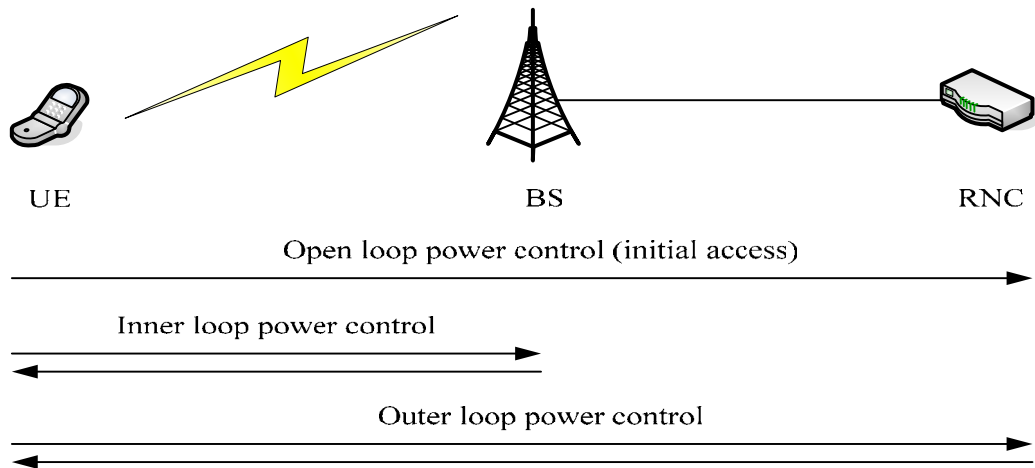 UE
BS
RNC
Open loop power control (initial access)
Inner loop power control
Outer loop power control